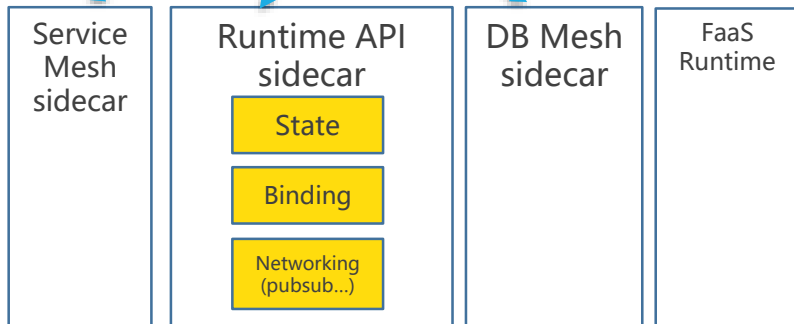 Service
Mesh
sidecar
Runtime API
sidecar
State
Binding
Networking
(pubsub...)
DB Mesh
sidecar
FaaS
Runtime